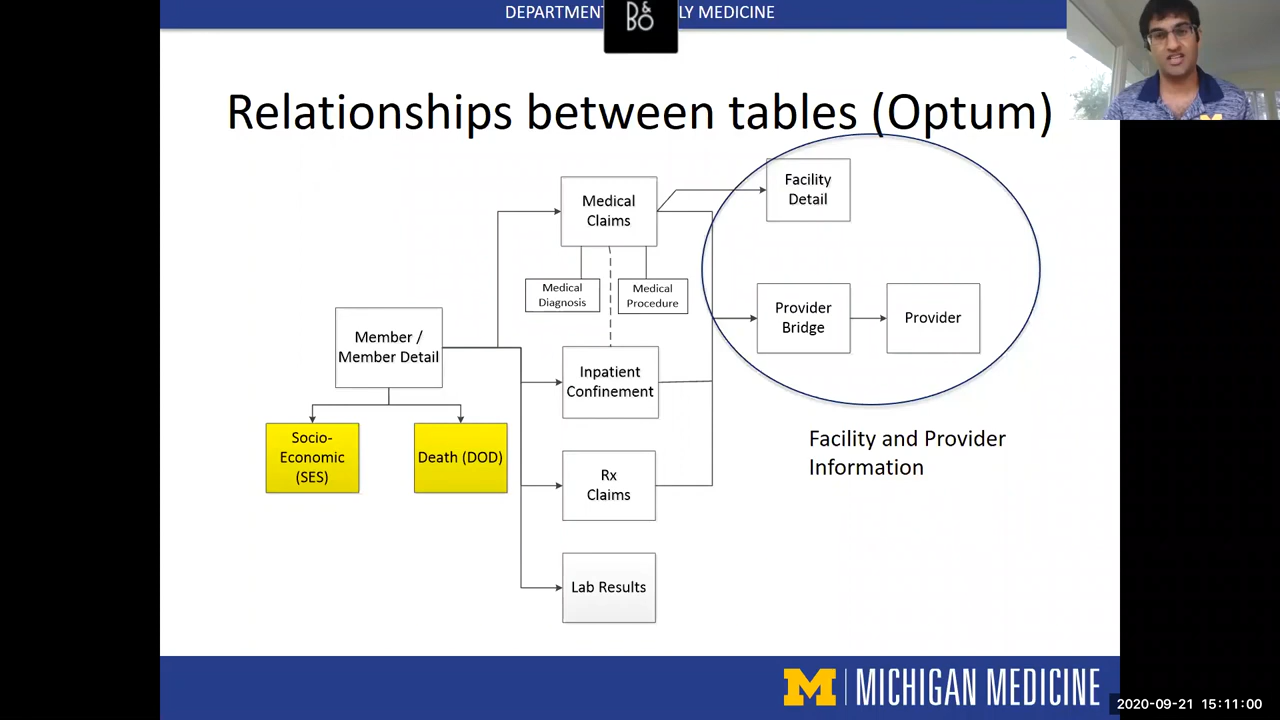 DEPARTMENT
LY MEDICINE
D&
BO
Relationships between tables (Optum)
Facility
Detail
Medical
Claims
Medical
Diagnosis
Medical
Procedure
Provider
Bridge
Provider
Member /
Member Detail
Inpatient
Confinement
Socio-
Economic
(SES)
Death (DOD)
Facility and Provider
Information
Rx
Claims
Lab Results
M
M MICHIGAN MEDICINE
2020-09-21 15:11:00